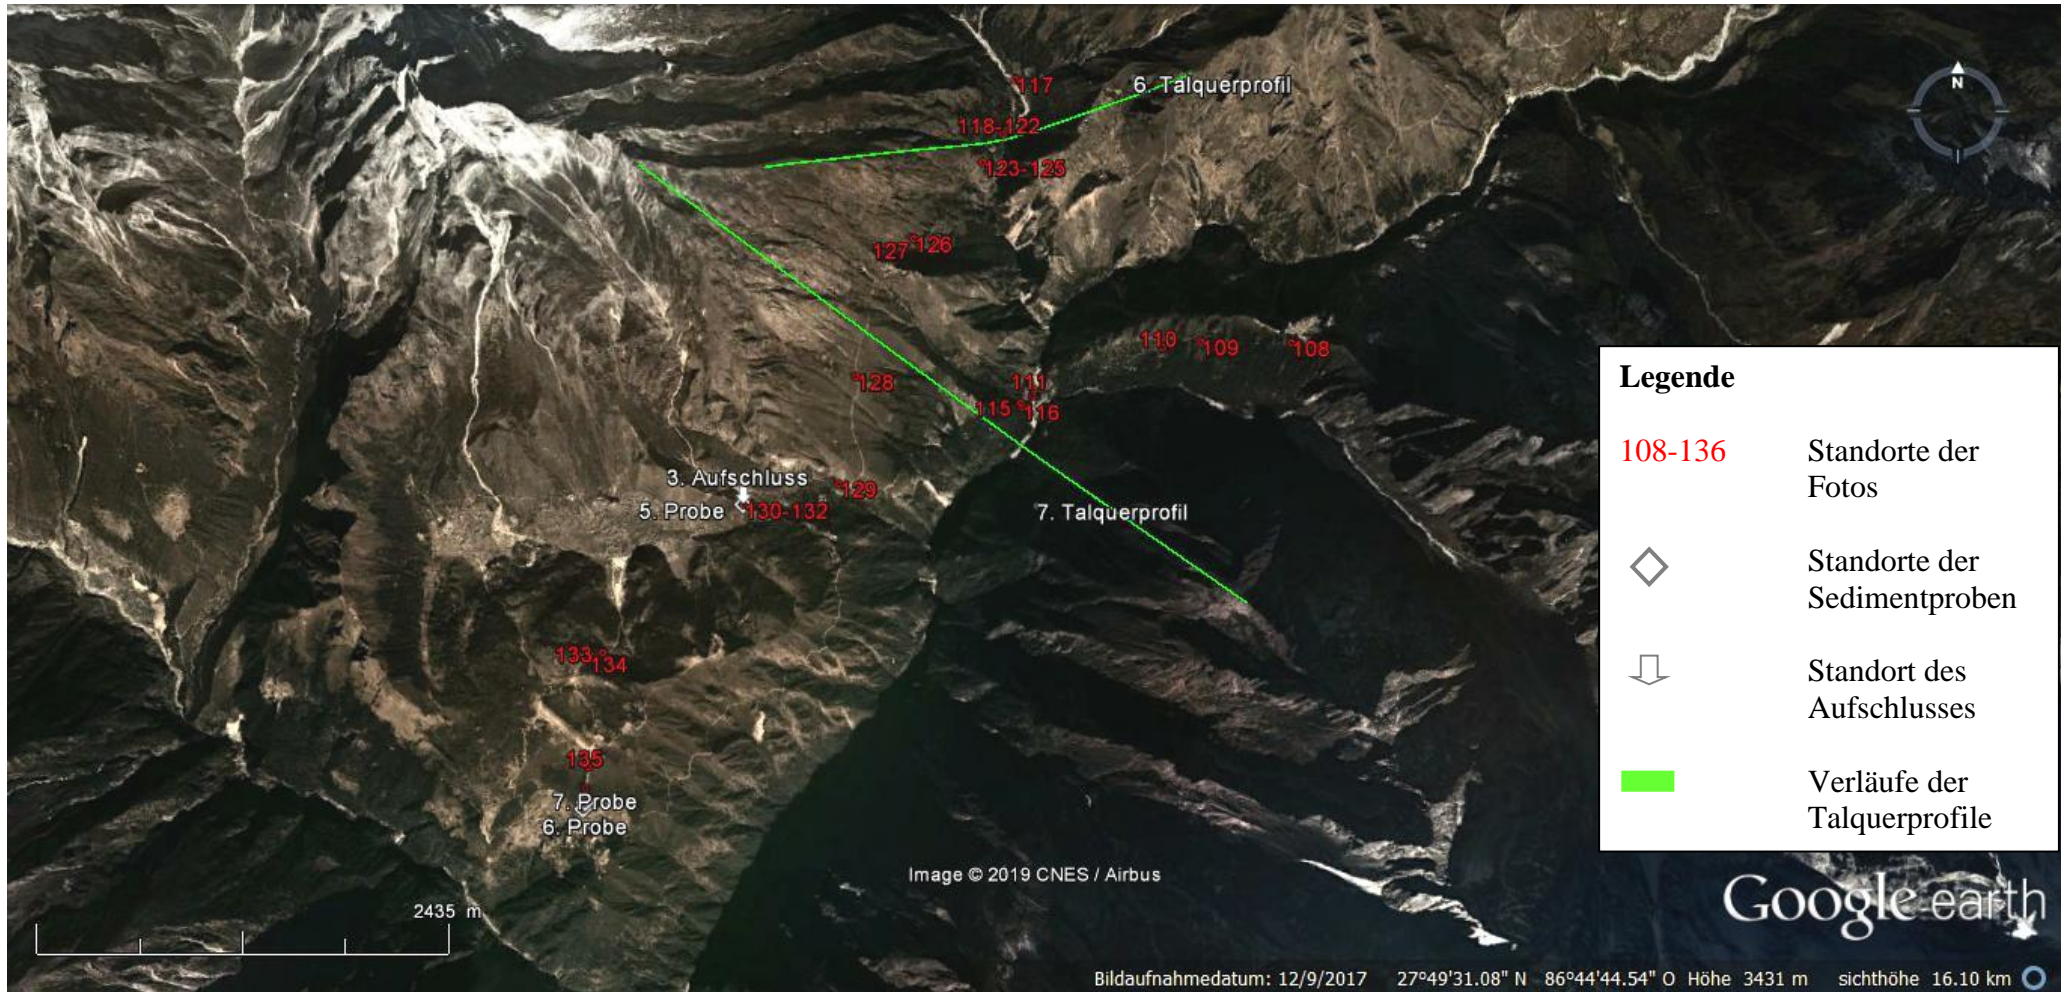 117
6. Talquerprofil
N
118-122
123-125
127
126
110
109
108
128
111
115
116
3. Aufschluss
129
5. Probe
130-132
7. Talquerprofil
133
134
135
7. Probe
6. Probe
Legende
108-136
Standorte der
Fotos
Standorte der
Sedimentproben
Standort des
Aufschlusses
Verläufe der
Talquerprofile
Image © 2019 CNES / Airbus
Google earth
2435 m
Bildaufnahmedatum: 12/9/2017 27°49'31.08" N 86°44'44.54" O Höhe 3431 m sichthöhe 16.10 km